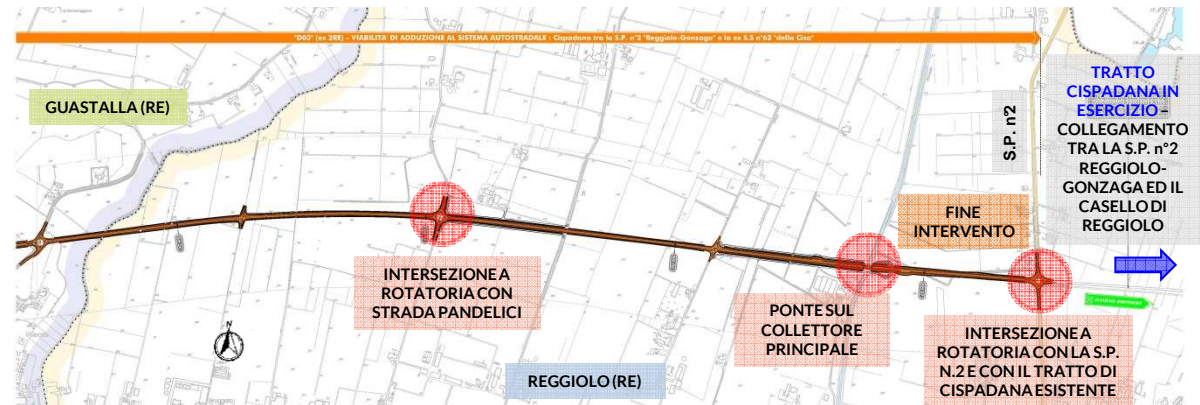 "D03" (ex 2RE) - VIABILITA' DI ADDUZIONE AL SISTEMA AUTOSTRADALE - Cispadana tra la S.P. n°2 "Reggiolo-Gonzaga" e la ex S.S n°62 "della Cisa"
GUASTALLA (RE)
S.P. n°2
TRATTO
CISPADANA IN
ESERCIZIO –
COLLEGAMENTO
TRA LA S.P. n°2
REGGIOLO-
GONZAGA ED IL
CASELLO DI
REGGIOLO
FINE
INTERVENTO
INTERSEZIONE A
ROTATORIA CON
STRADA PANDELICI
PONTE SUL
COLLETTORE
PRINCIPALE
INTERSEZIONE A
ROTATORIA CON LA S.P.
N.2 E CON IL TRATTO DI
CISPADANA ESISTENTE
N
REGGIOLO (RE)